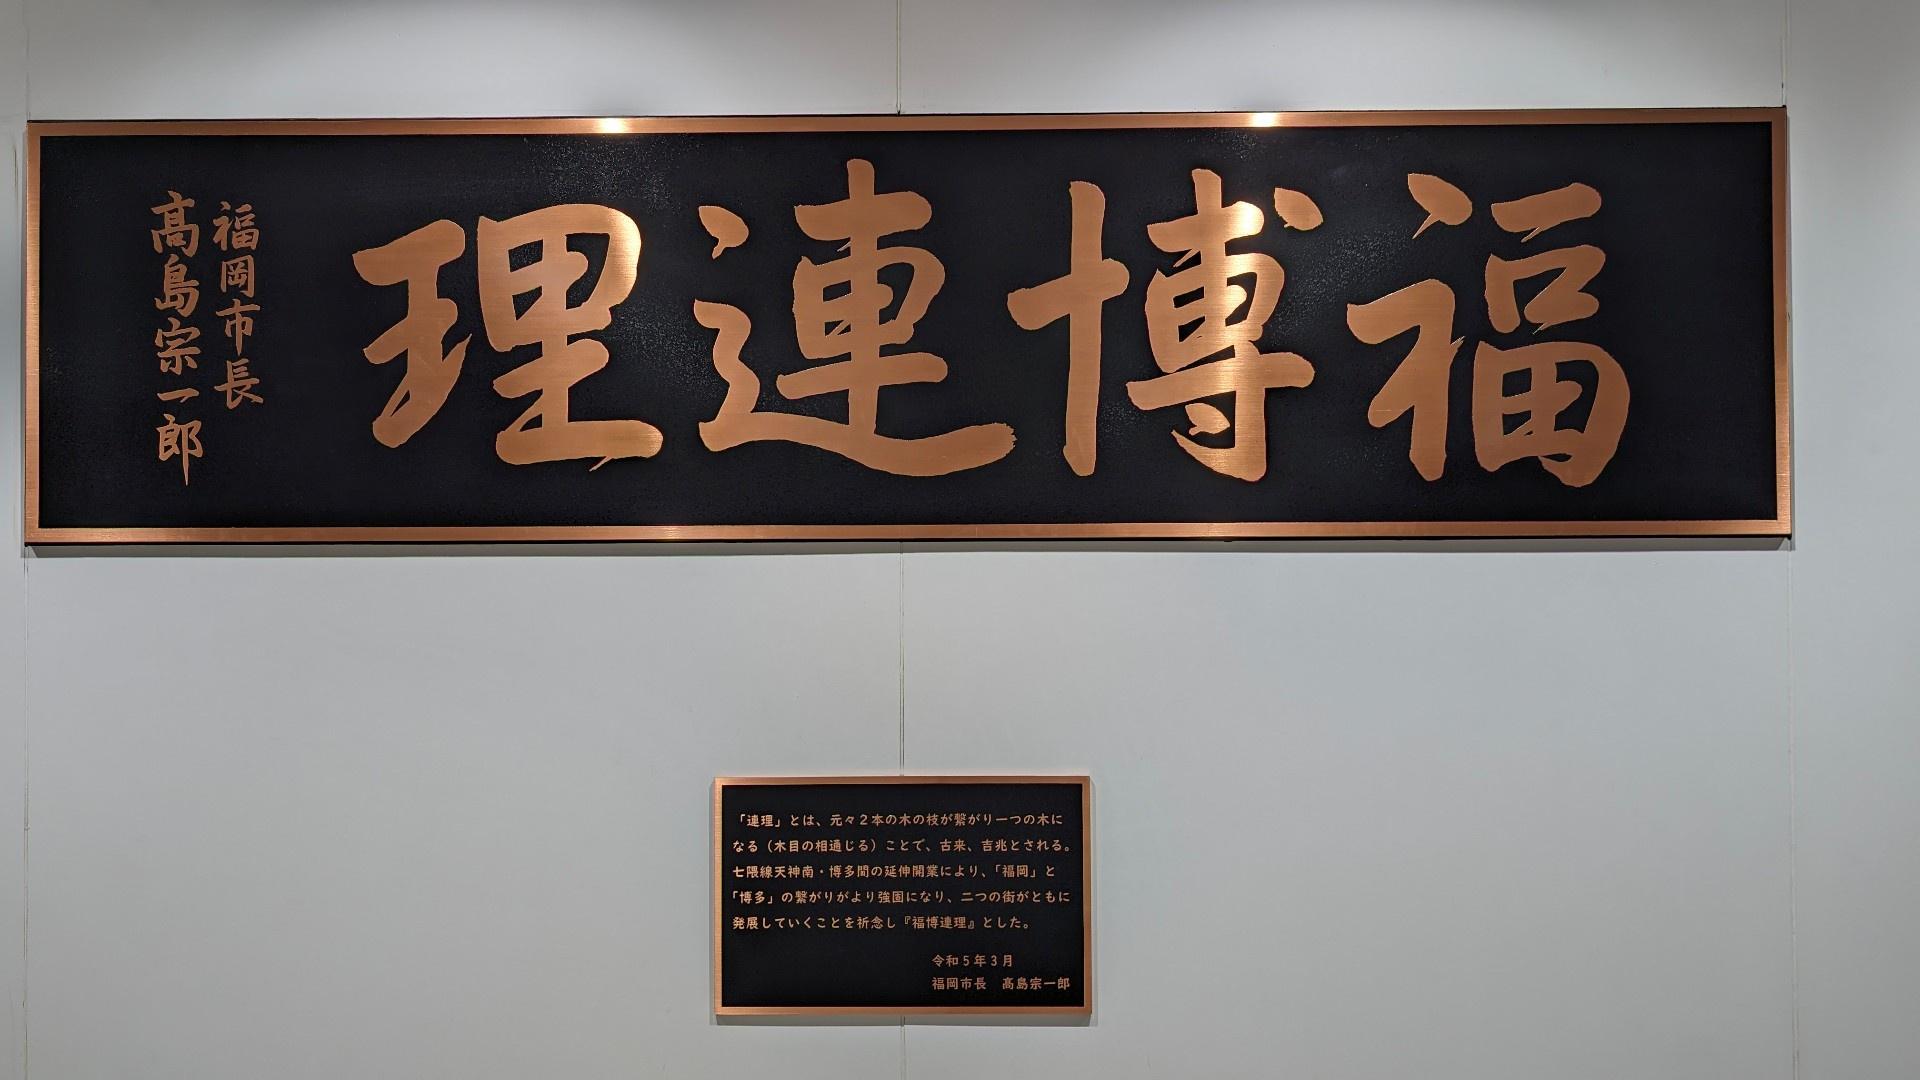 福博連理
福岡市長
髙島宗一郎
「連理」とは、元々２本の木の枝が繋がり一つの木に
なる（木目の相通じる）ことで、古来、吉兆とされる。
七隈線天神南・博多間の延伸開業により、「福岡」と
「博多」の繋がりがより強固になり、二つの街がともに
発展していくことを祈念し『福博連理』とした。
令和５年３月
福岡市長　髙島宗一郎